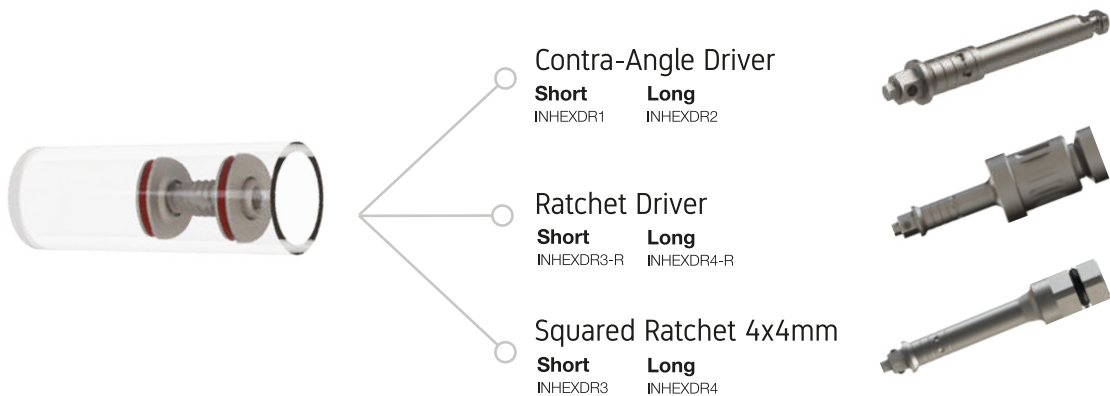 Contra-Angle Driver
Short Long
INHEXDR1 INHEXDR2
Ratchet Driver
Short Long
INHEXDR3-R INHEXDR4-R
Squared Ratchet 4x4mm
Short Long
INHEXDR3 INHEXDR4